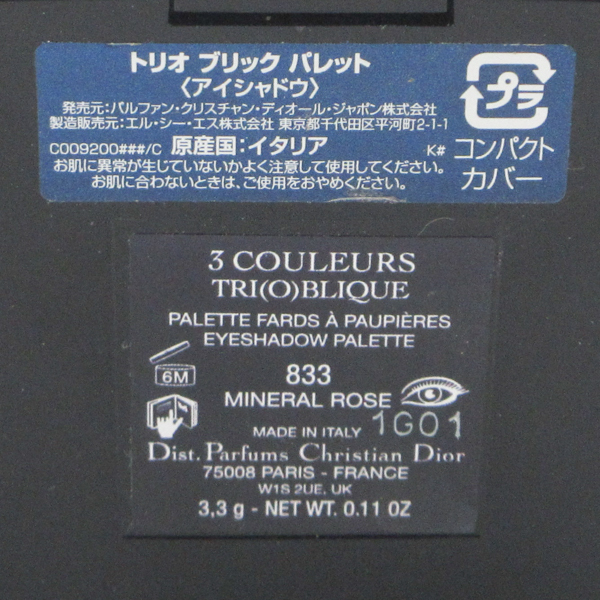 トリオ ブリック パレット
〈アイシャドウ〉
発売元:パルファン・クリスチャン・ディオール・ジャポン株式会社
製造販売元:エル・シー・エス株式会社 東京都千代田区平河町2-1-1
C009200###/C 原産国:イタリア K#
お肌に異常が生じていないかよく注意して使用してください。
お肌に合わないときは、ご使用をおやめください。
プラ
コンパクト
カバー
3 COULEURS
TRI(O)BLIQUE
PALETTE FARDS À PAUPIÈRES
EYESHADOW PALETTE
6M
833
MINERAL ROSE
MADE IN ITALY 1G01
Dist. Parfums Christian Dior
75008 PARIS - FRANCE
W1S 2UE, UK
3,3 g - NET WT. 0.11 OZ